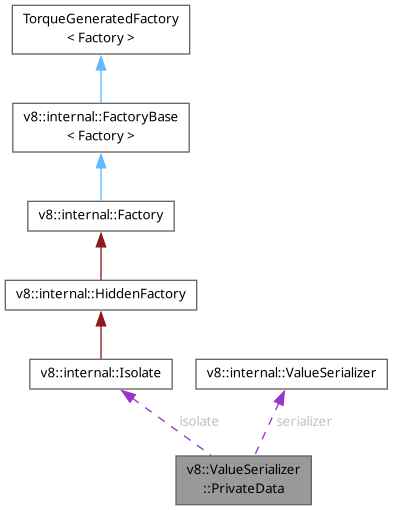 TorqueGeneratedFactory
< Factory >
v8::internal::FactoryBase
< Factory >
v8::internal::Factory
v8::internal::HiddenFactory
v8::internal::Isolate
v8::internal::ValueSerializer
isolate
serializer
v8::ValueSerializer
::PrivateData